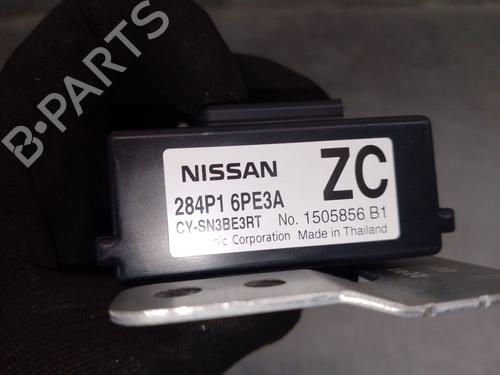 B·PARTS
NISSAN ZC
284P1 6PE3A
CY-SN3BE3RT No. 1505856 B1
Corporation Made in Thailand